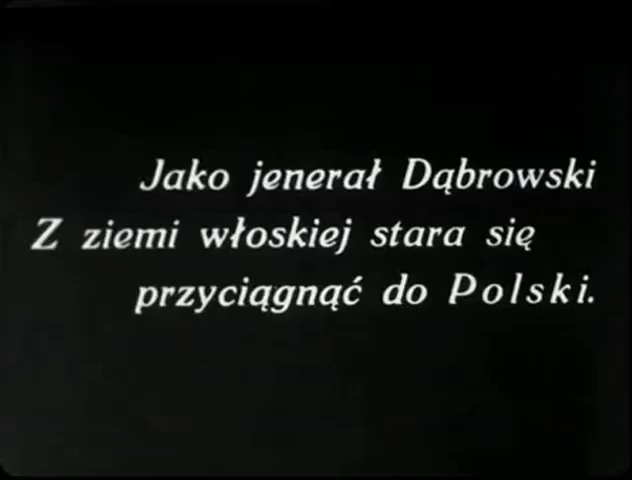 Jako jenerał Dąbrowski
Z ziemi włoskiej stara się
przyciągnąć do Polski.